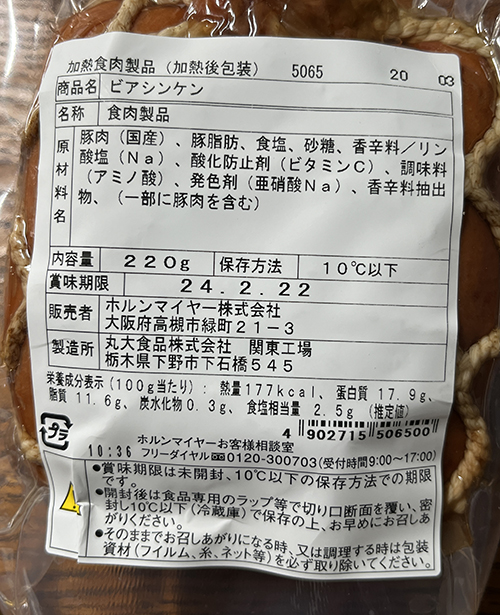 加熱食肉製品（加熱後包装） 5065 20 03
商品名 ビアシンケン
名称 食肉製品
原材料名 豚肉（国産）、豚脂肪、食塩、砂糖、香辛料／リン
酸塩（Ｎａ）、酸化防止剤（ビタミンＣ）、調味料
（アミノ酸）、発色剤（亜硝酸Ｎａ）、香辛料抽出
物、（一部に豚肉を含む）
内容量 220g 保存方法 10℃以下
賞味期限 24.2.22
販売者 ホルンマイヤー株式会社
大阪府高槻市緑町２１－３
製造所 丸大食品株式会社 関東工場
栃木県下野市下石橋５４５
栄養成分表示（100g当たり）：熱量177kcal、蛋白質 17.9g、
脂質 11.6g、炭水化物 0.3g、食塩相当量 2.5g （推定値）
4 902715 506500
プラ
ホルンマイヤーお客様相談室
10:36 フリーダイヤル 0120-300703(受付時間9:00〜17:00)
●賞味期限は未開封、10℃以下の保存方法での期限
です。
●開封後は食品専用のラップ等で切り口断面を覆い、密
封し10℃以下（冷蔵庫）で保存の上、お早めにお召しあ
がりください。
●そのままでお召しあがりになる時、又は調理する時は包装
資材（フイルム、糸、ネット等）を必ず取り除いてください。